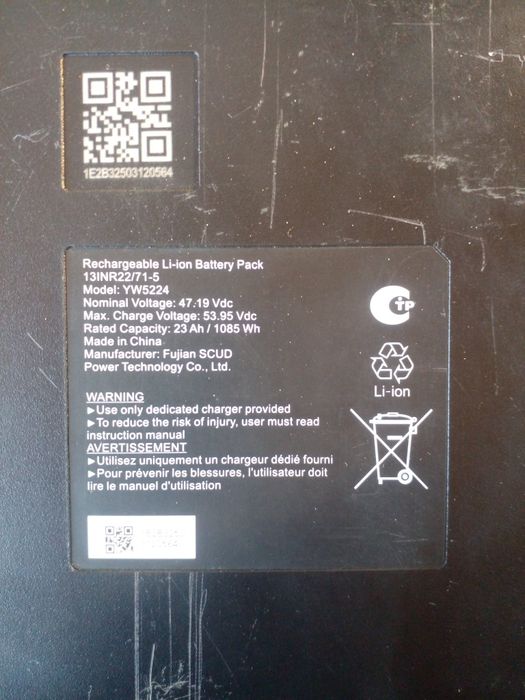 1E2B32503120564
Rechargeable Li-ion Battery Pack
13INR22/71-5
Model: YW5224
Nominal Voltage: 47.19 Vdc
Max. Charge Voltage: 53.95 Vdc
Rated Capacity: 23 Ah / 1085 Wh
Made in China
Manufacturer: Fujian SCUD
Power Technology Co., Ltd.
Li-ion
WARNING
▶Use only dedicated charger provided
▶To reduce the risk of injury, user must read
instruction manual
AVERTISSEMENT
▶Utilisez uniquement un chargeur dédié fourni
▶Pour prévenir les blessures, l'utilisateur doit
lire le manuel d'utilisation